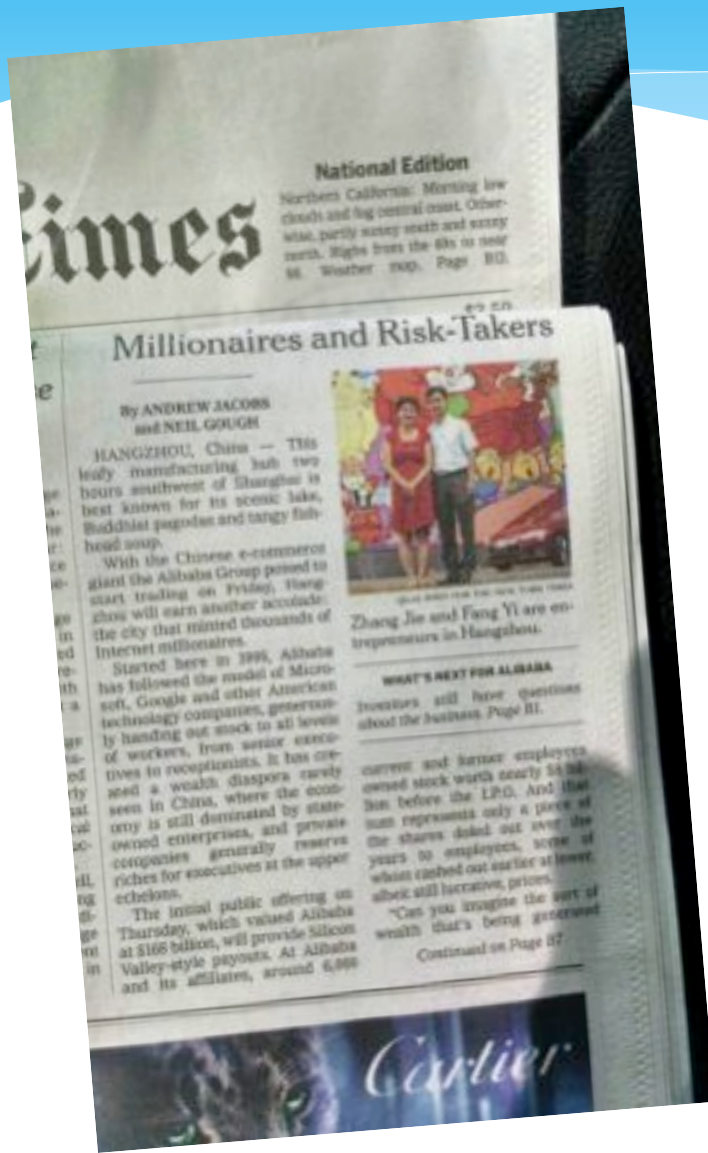 Times
National Edition
Northern California: Morning low
clouds and fog central coast. Other-
wise, partly sunny south and sunny
north. Highs from the 60s to near
Weather map, Page
$2.50
Millionaires and Risk-Takers
By ANDREW JACOBS
and NEIL GOUGH
HANGZHOU, China — This
leafy manufacturing hub two
hours southwest of Shanghai is
best known for its scenic lake,
Buddhist pagodas and tangy fish-
head soup.
With the Chinese e-commerce
giant the Alibaba Group poised to
start trading on Friday, Hang-
zhou will earn another accolade:
the city that minted thousands of
Internet millionaires.
Started here in 1999, Alibaba
has followed the model of Micro-
soft, Google and other American
technology companies, generous-
ly handing out stock to all levels
of workers, from senior execu-
tives to receptionists. It has cre-
ated a wealth diaspora rarely
seen in China, where the econ-
omy is still dominated by state-
owned enterprises, and private
companies generally reserve
riches for executives at the upper
echelons.
The initial public offering on
Thursday, which valued Alibaba
at $168 billion, will provide Silicon
Valley-style payouts. At Alibaba
and its affiliates, around 6,000
Zhang Jie and Fang Yi are en-
trepreneurs in Hangzhou.
WHAT'S NEXT FOR ALIBABA
Investors still have questions
about the business. Page B1.
current and former employees
owned stock worth nearly
lion before the I.P.O. And that
sum represents only a piece of
the shares doled out over the
years to employees, some of
whom cashed out earlier at lower,
albeit still lucrative, prices.
"Can you imagine the sort of
wealth that's being generated
Continued on Page B7
Cartier